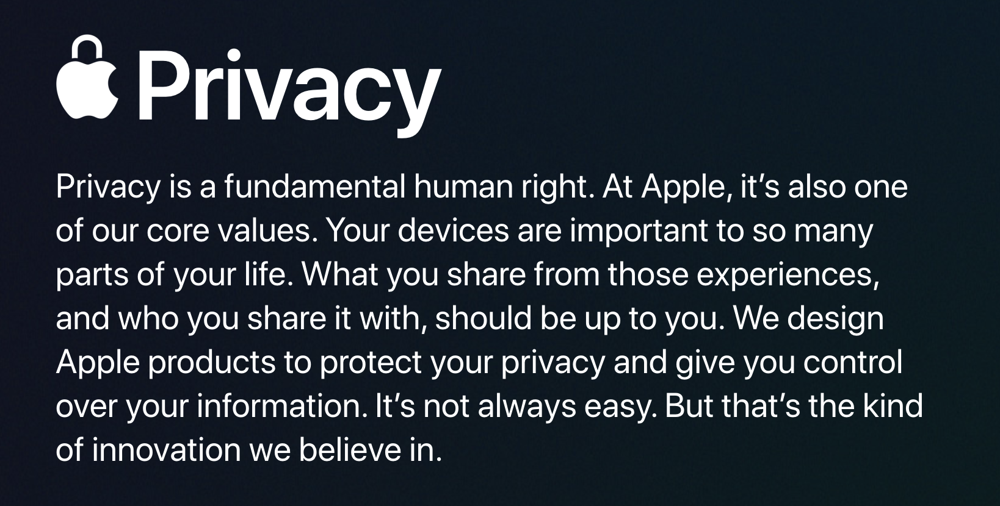 Privacy
Privacy is a fundamental human right. At Apple, it’s also one
of our core values. Your devices are important to so many
parts of your life. What you share from those experiences,
and who you share it with, should be up to you. We design
Apple products to protect your privacy and give you control
over your information. It’s not always easy. But that’s the kind
of innovation we believe in.